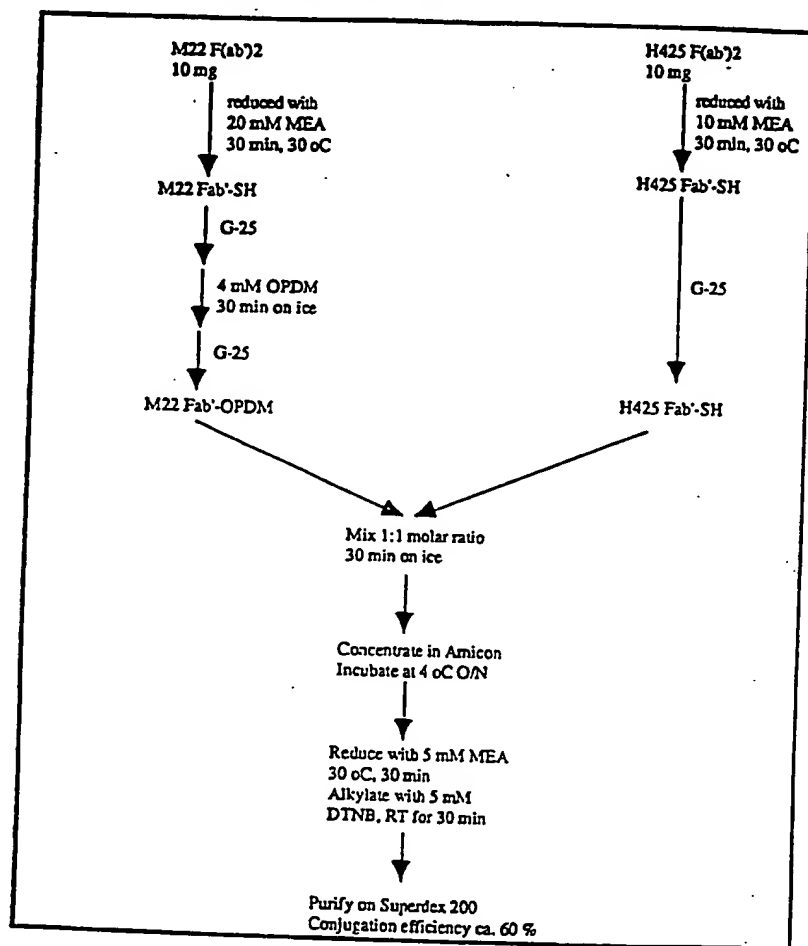 M22 F(ab')2
10 mg
reduced with
20 mM MEA
30 min, 30 oC
M22 Fab'-SH
G-25
4 mM OPDM
30 min on ice
G-25
M22 Fab'-OPDM
H425 F(ab')2
10 mg
reduced with
10 mM MEA
30 min, 30 oC
H425 Fab'-SH
G-25
H425 Fab'-SH
Mix 1:1 molar ratio
30 min on ice
Concentrate in Amicon
Incubate at 4 oC O/N
Reduce with 5 mM MEA
30 oC, 30 min
Alkylate with 5 mM
DTNB, RT for 30 min
Purify on Superdex 200
Conjugation efficiency ca. 60 %